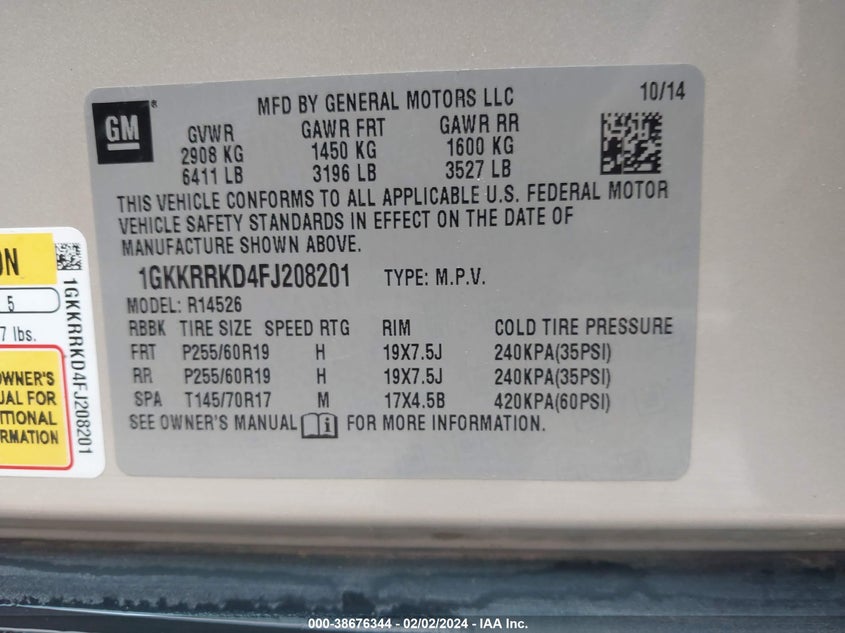 GM
®
MFD BY GENERAL MOTORS LLC
10/14
GVWR GAWR FRT GAWR RR
2908 KG 1450 KG 1600 KG
6411 LB 3196 LB 3527 LB
THIS VEHICLE CONFORMS TO ALL APPLICABLE U.S. FEDERAL MOTOR
VEHICLE SAFETY STANDARDS IN EFFECT ON THE DATE OF
MANUFACTURE SHOWN ABOVE.
1GKKRRKD4FJ208201 TYPE: M.P.V.
MODEL: R14526
RBBK TIRE SIZE SPEED RTG RIM COLD TIRE PRESSURE
FRT P255/60R19 H 19X7.5J 240KPA(35PSI)
RR P255/60R19 H 19X7.5J 240KPA(35PSI)
SPA T145/70R17 M 17X4.5B 420KPA(60PSI)
SEE OWNER'S MANUAL i FOR MORE INFORMATION.
ON
5
7 lbs.
OWNER'S
UAL FOR
ITIONAL
RMATION
1GKKRRKD4FJ208201
000-38676344 - 02/02/2024 - IAA Inc.